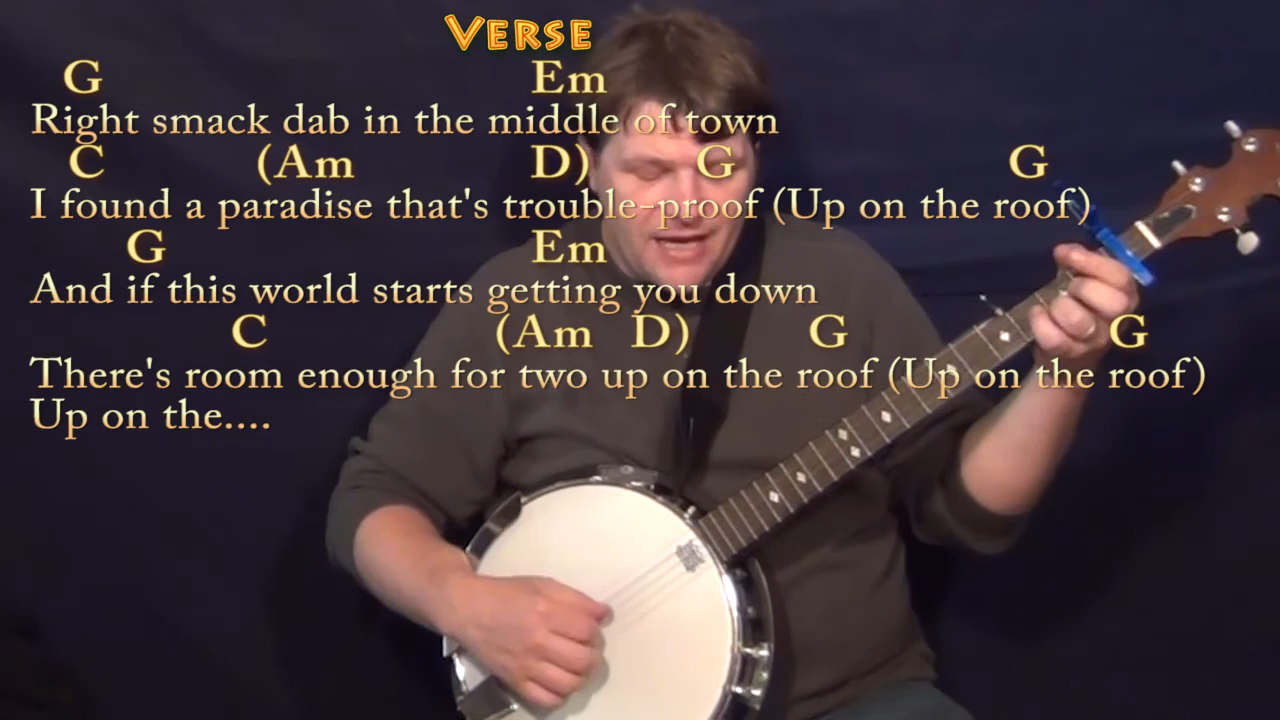 VERSE
G Em
Right smack dab in the middle of town
C (Am D) G G
I found a paradise that's trouble-proof (Up on the roof)
G Em
And if this world starts getting you down
C (Am D) G G
There's room enough for two up on the roof (Up on the roof)
Up on the....